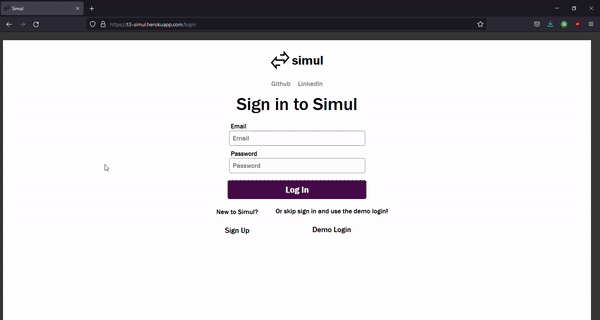 Simul
https://t3-simul.herokuapp.com/login
simul
Github LinkedIn
Sign in to Simul
Email
Email
Password
Password
Log In
New to Simul? Or skip sign in and use the demo login!
Sign Up Demo Login